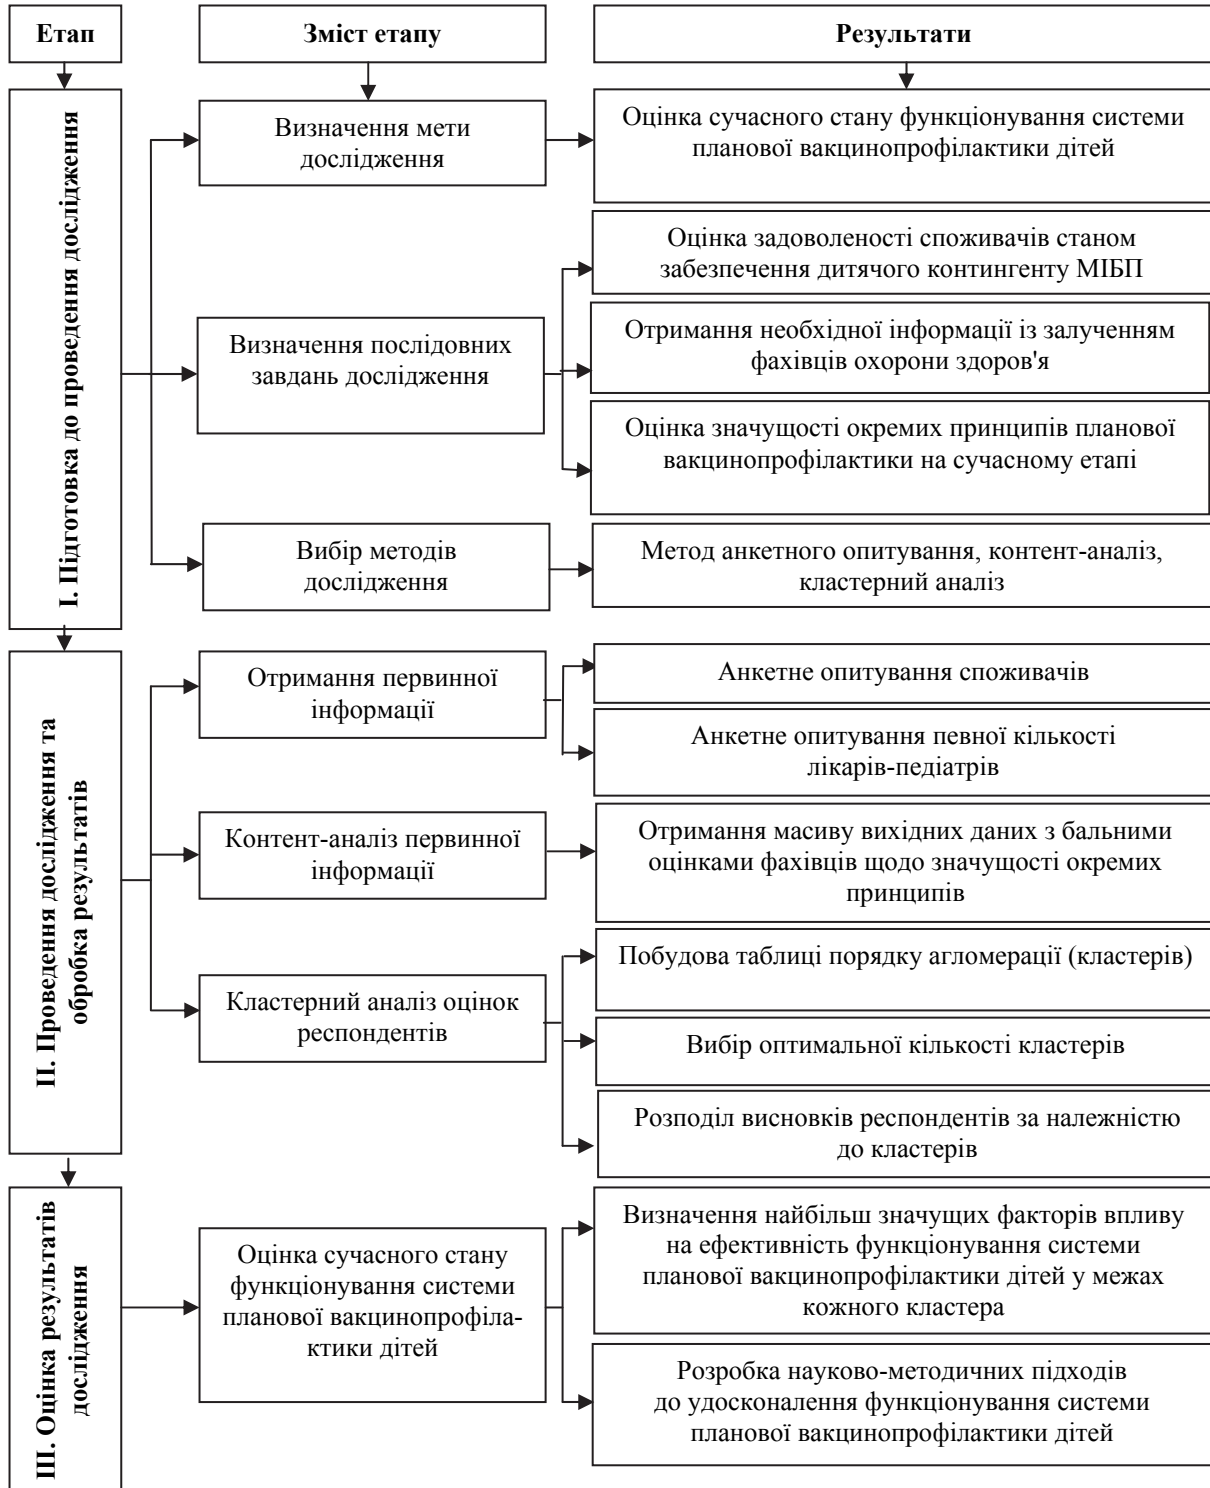 Етап
Зміст етапу
Результати
І. Підготовка до проведення дослідження
Визначення мети
дослідження
Оцінка сучасного стану функціонування системи
планової вакцинопрофілактики дітей
Визначення послідовних
завдань дослідження
Оцінка задоволеності споживачів станом
забезпечення дитячого контингенту МІБП
Отримання необхідної інформації із залученням
фахівців охорони здоров'я
Оцінка значущості окремих принципів планової
вакцинопрофілактики на сучасному етапі
Вибір методів
дослідження
Метод анкетного опитування, контент-аналіз,
кластерний аналіз
ІІ. Проведення дослідження та
обробка результатів
Отримання первинної
інформації
Анкетне опитування споживачів
Анкетне опитування певної кількості
лікарів-педіатрів
Контент-аналіз первинної
інформації
Отримання масиву вихідних даних з бальними
оцінками фахівців щодо значущості окремих
принципів
Кластерний аналіз оцінок
респондентів
Побудова таблиці порядку агломерації (кластерів)
Вибір оптимальної кількості кластерів
Розподіл висновків респондентів за належністю
до кластерів
ІІІ. Оцінка результатів
дослідження
Оцінка сучасного стану
функціонування системи
планової вакцинопрофіла-
ктики дітей
Визначення найбільш значущих факторів впливу
на ефективність функціонування системи
планової вакцинопрофілактики дітей у межах
кожного кластера
Розробка науково-методичних підходів
до удосконалення функціонування системи
планової вакцинопрофілактики дітей